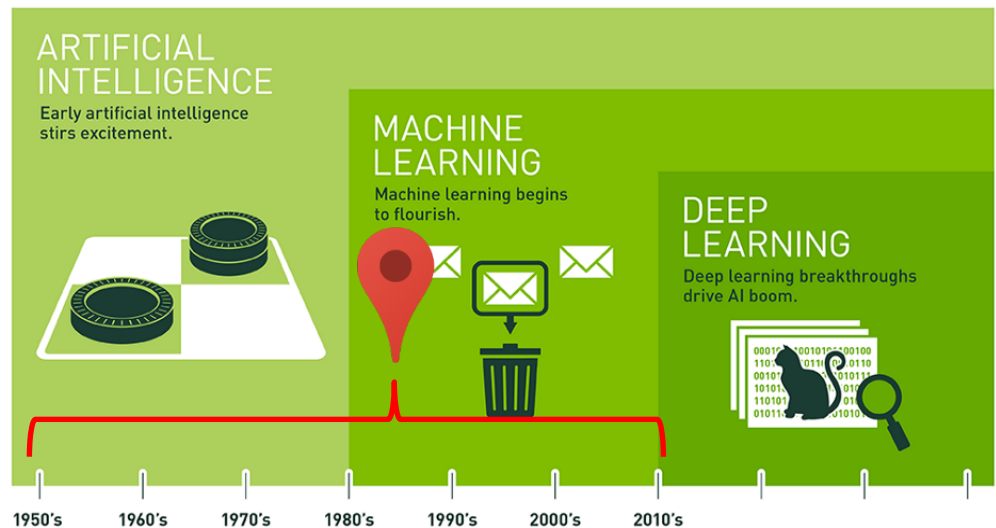 ARTIFICIAL
INTELLIGENCE
Early artificial intelligence
stirs excitement.
MACHINE
LEARNING
Machine learning begins
to flourish.
DEEP
LEARNING
Deep learning breakthroughs
drive AI boom.
1950's
1960's
1970's
1980's
1990's
2000's
2010's